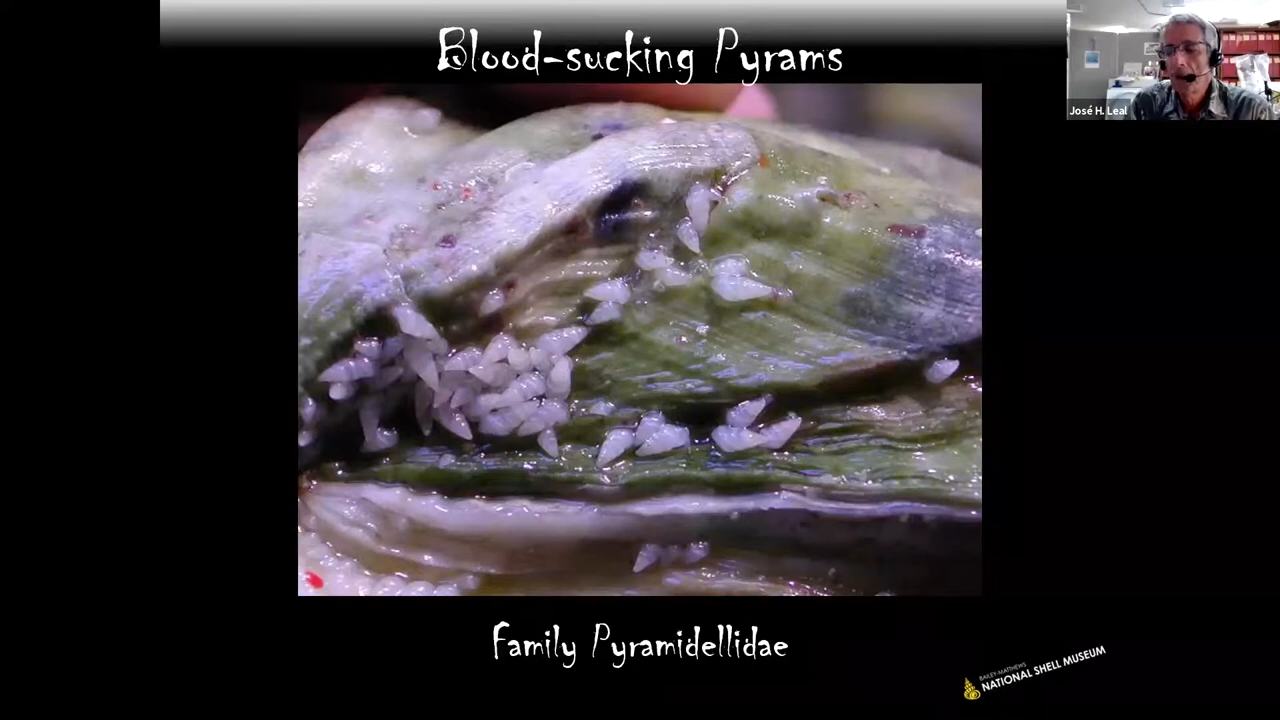 Blood-sucking Pyrams
José H. Leal
Family Pyramidellidae
BAILEY-MATTHEWS
NATIONAL SHELL MUSEUM